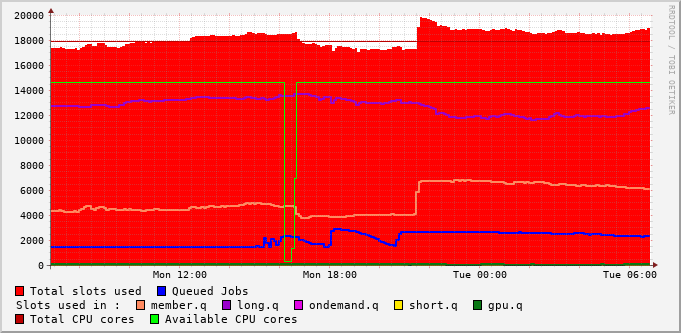 20000
18000
16000
14000
12000
10000
8000
6000
4000
2000
0
Mon 12:00 Mon 18:00 Tue 00:00 Tue 06:00
RRDTOOL / TOBI OETIKER
Total slots used Queued Jobs
Slots used in : member.q long.q ondemand.q short.q gpu.q
Total CPU cores Available CPU cores